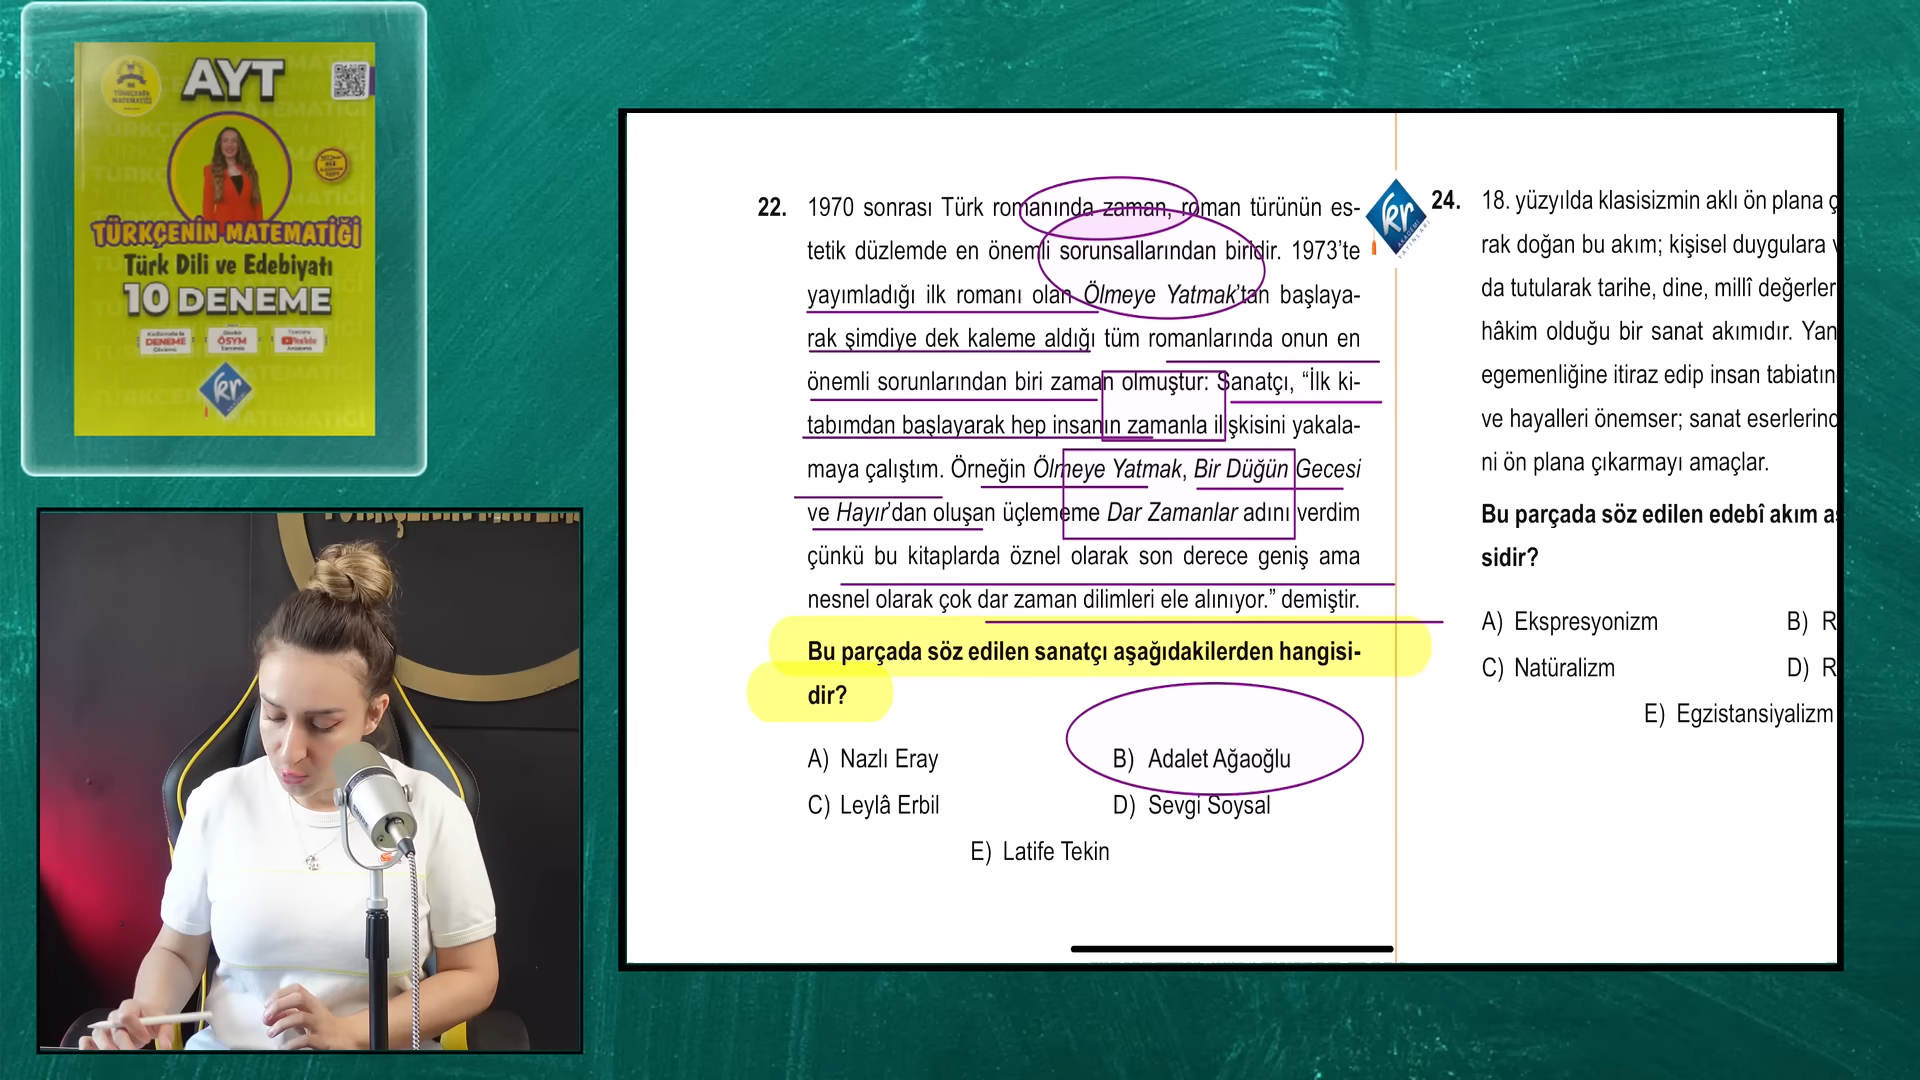 AYT
TÜRKÇENİN MATEMATİĞİ
Türk Dili ve Edebiyatı
10 DENEME
DENEME
ÖSYM
YouTube
kr
22. 1970 sonrası Türk romanında zaman, roman türünün es-
tetik düzlemde en önemli sorunsallarından biridir. 1973’te
yayımladığı ilk romanı olan Ölmeye Yatmak’tan başlaya-
rak şimdiye dek kaleme aldığı tüm romanlarında onun en
önemli sorunlarından biri zaman olmuştur: Sanatçı, “İlk ki-
tabımdan başlayarak hep insanın zamanla ilişkisini yakala-
maya çalıştım. Örneğin Ölmeye Yatmak, Bir Düğün Gecesi
ve Hayır’dan oluşan üçlememe Dar Zamanlar adını verdim
çünkü bu kitaplarda öznel olarak son derece geniş ama
nesnel olarak çok dar zaman dilimleri ele alınıyor.” demiştir.
Bu parçada söz edilen sanatçı aşağıdakilerden hangisi-
dir?
A) Nazlı Eray
B) Adalet Ağaoğlu
C) Leylâ Erbil
D) Sevgi Soysal
E) Latife Tekin
kr
24. 18. yüzyılda klasisizmin aklı ön plana ç
rak doğan bu akım; kişisel duygulara v
da tutularak tarihe, dine, millî değerler
hâkim olduğu bir sanat akımıdır. Yan
egemenliğine itiraz edip insan tabiatın
ve hayalleri önemser; sanat eserlerind
ni ön plana çıkarmayı amaçlar.
Bu parçada söz edilen edebî akım a
sidir?
A) Ekspresyonizm
B) R
C) Natüralizm
D) R
E) Egzistansiyalizm